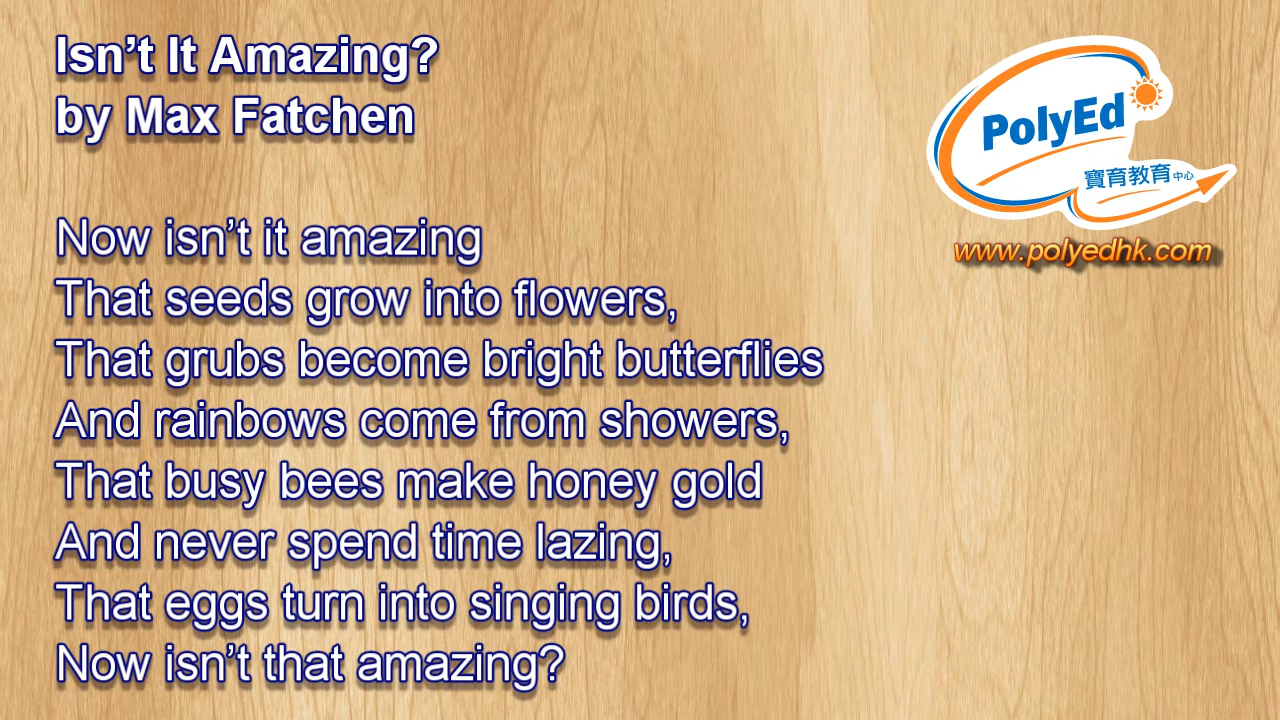 Isn’t It Amazing?
by Max Fatchen
Now isn’t it amazing
That seeds grow into flowers,
That grubs become bright butterflies
And rainbows come from showers,
That busy bees make honey gold
And never spend time lazing,
That eggs turn into singing birds,
Now isn’t that amazing?
PolyEd
寶育教育中心
www.polyedhk.com